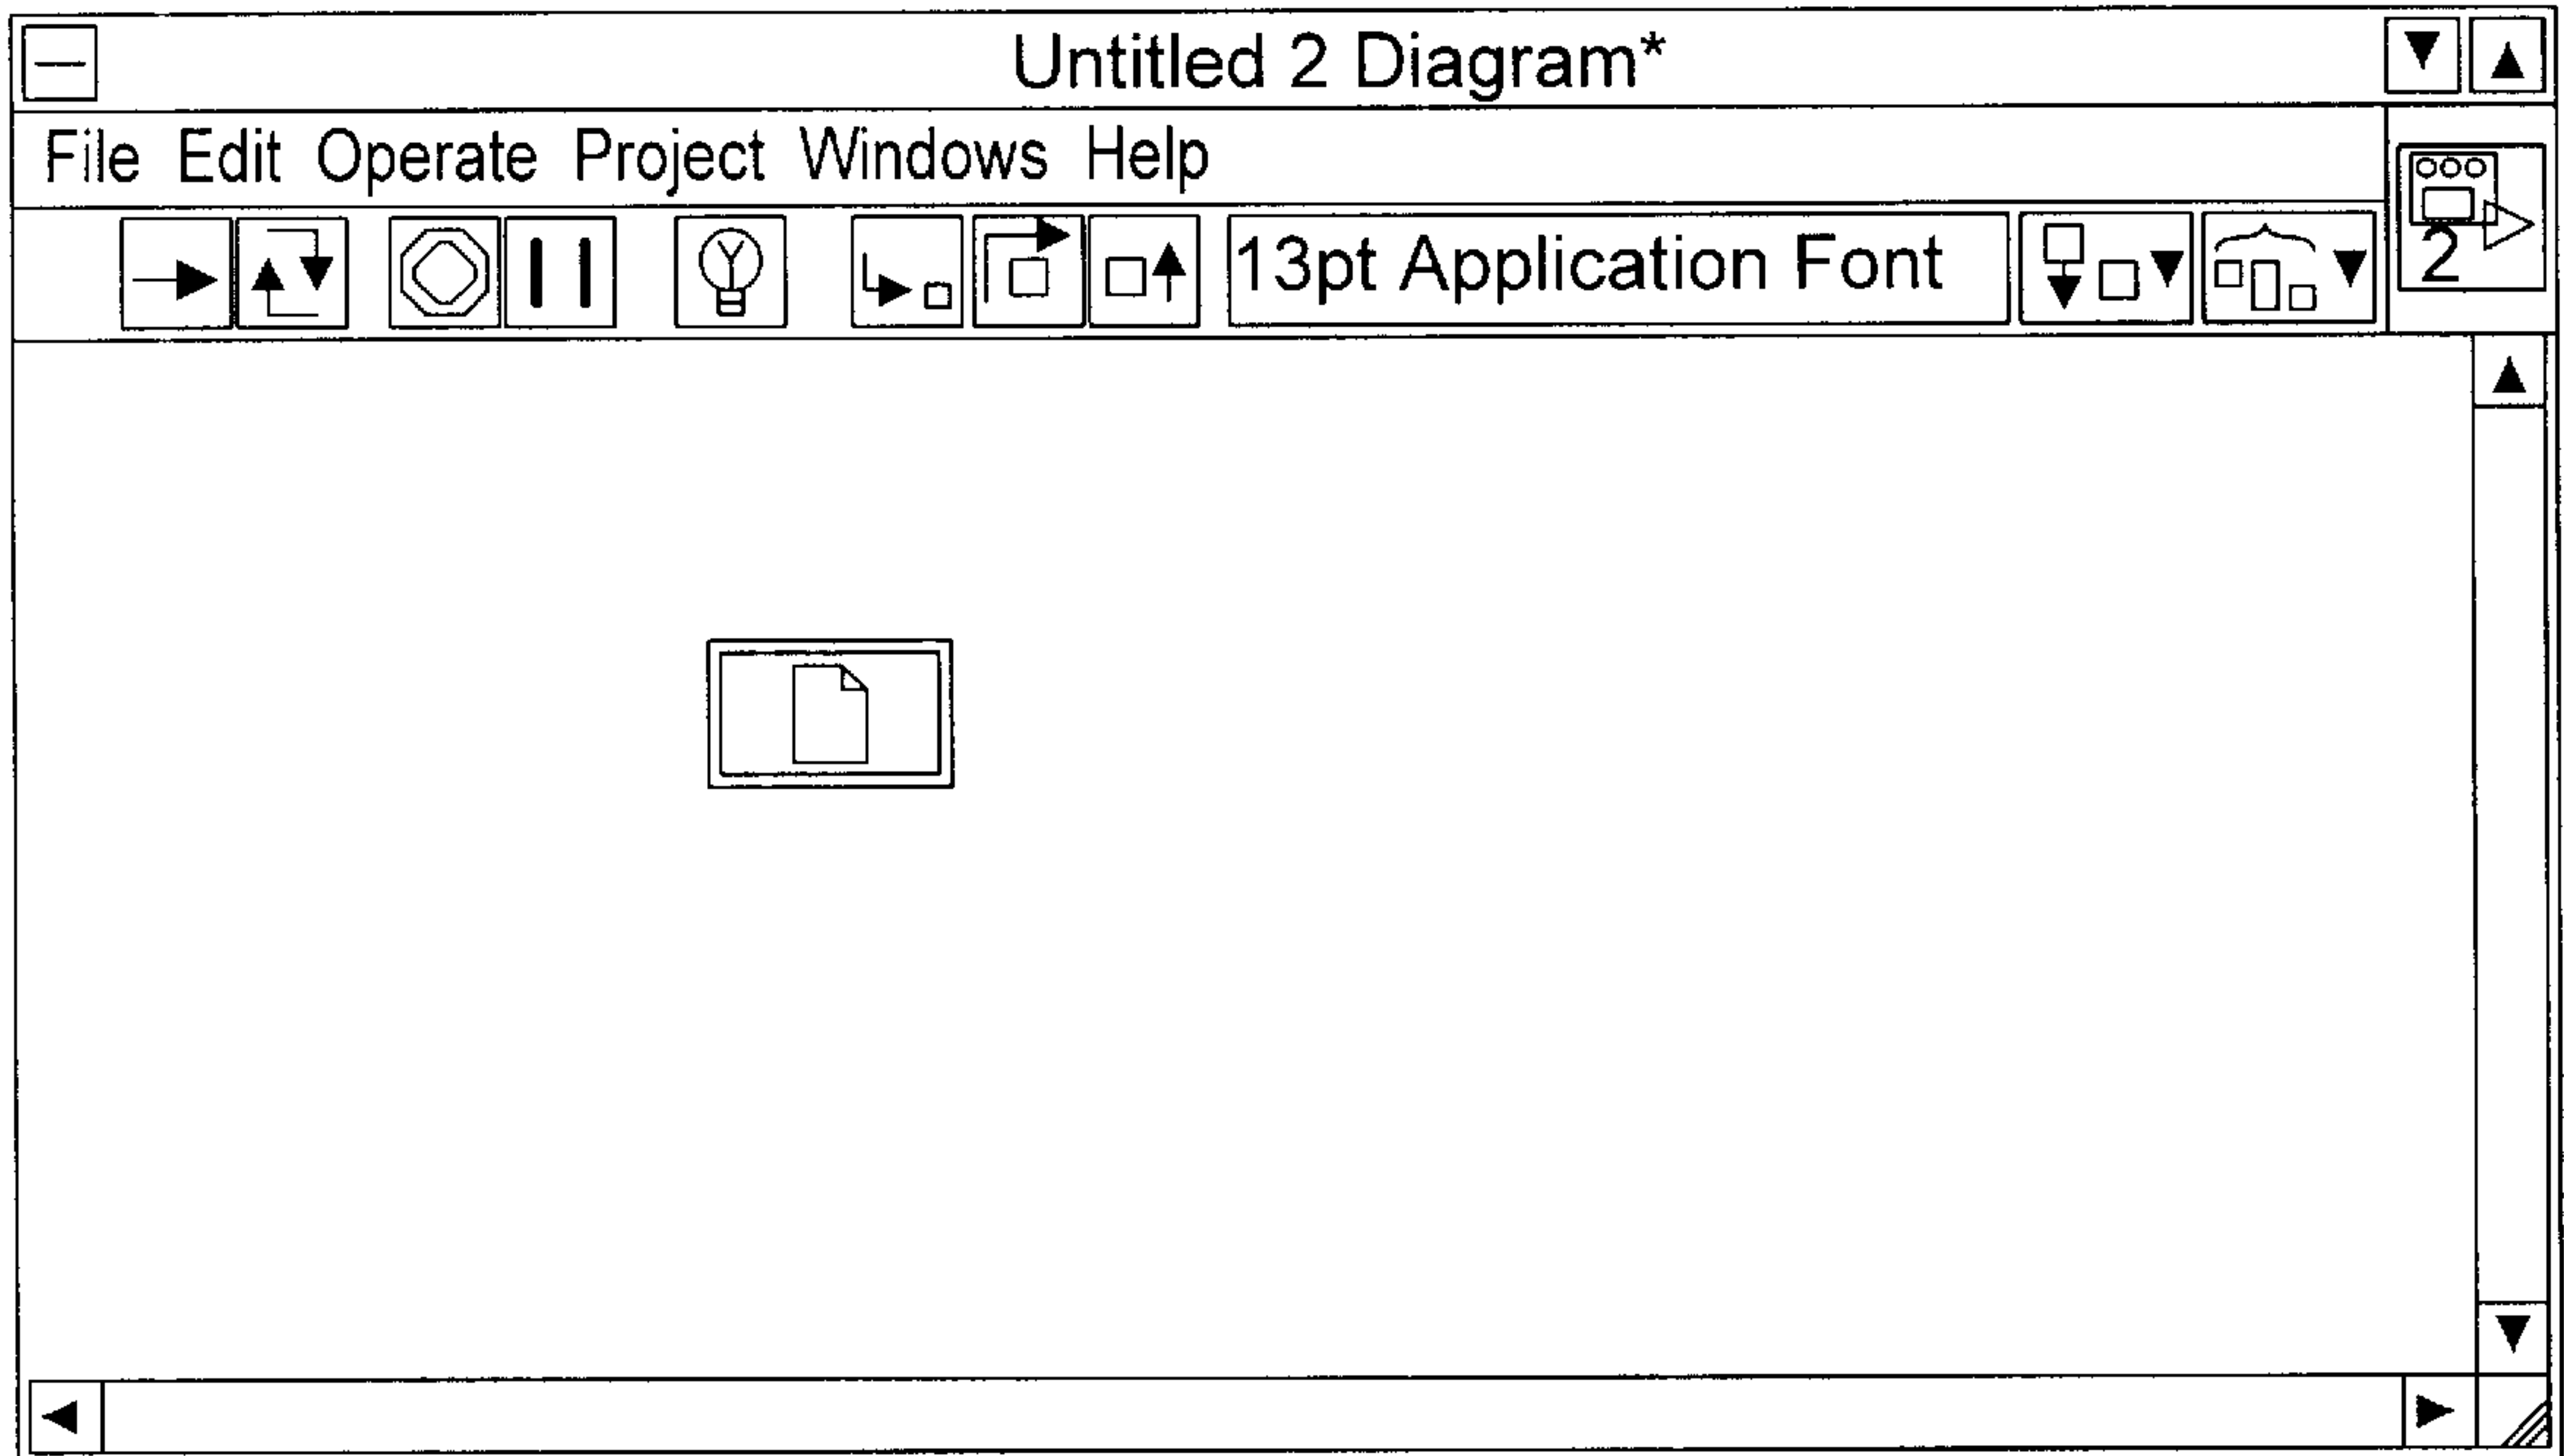 Untitled 2 Diagram*
File Edit Operate Project Windows Help
13pt Application Font
2